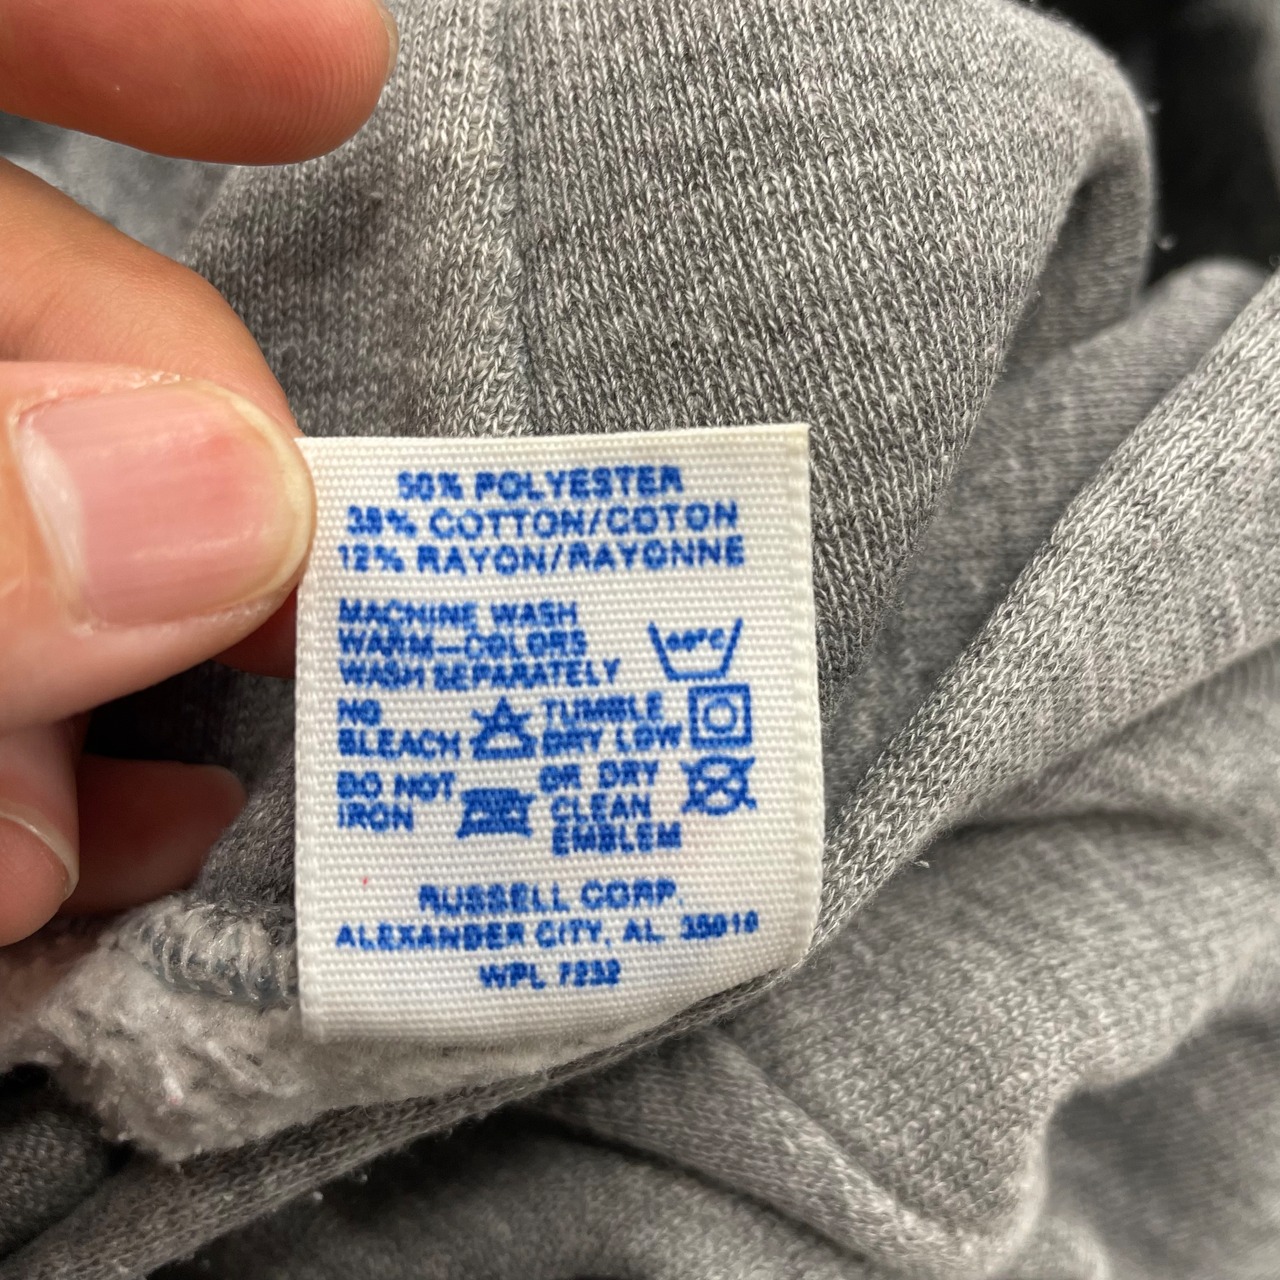 50% POLYESTER
38% COTTON/COTON
12% RAYON/RAYONNE
MACHINE WASH
WARM—COLORS
WASH SEPARATELY
NO
BLEACH
TUMBLE
DRY LOW
DO NOT
IRON
OR DRY
CLEAN
EMBLEM
RUSSELL CORP.
ALEXANDER CITY, AL 35010
WPL 7232